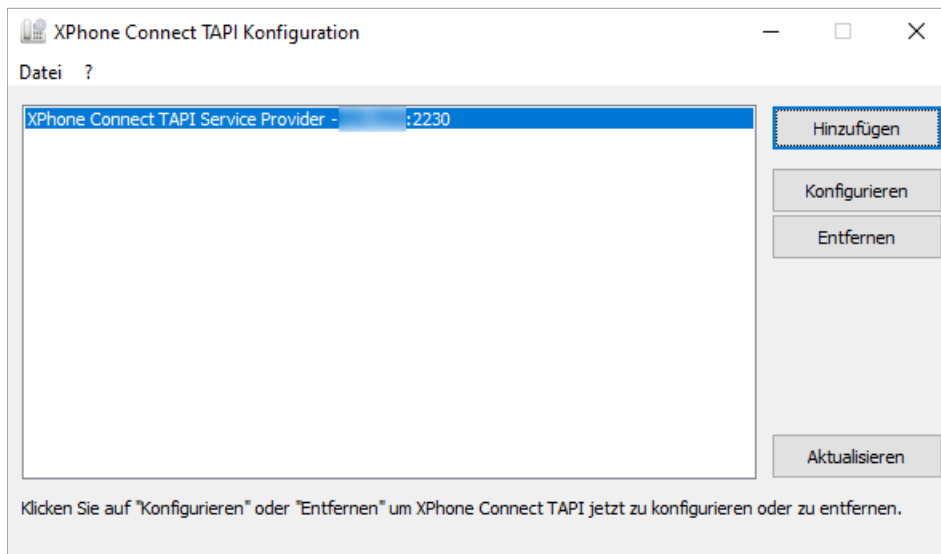 XPhone Connect TAPI Konfiguration
Datei ?
XPhone Connect TAPI Service Provider - :2230
Hinzufügen
Konfigurieren
Entfernen
Aktualisieren
Klicken Sie auf "Konfigurieren" oder "Entfernen" um XPhone Connect TAPI jetzt zu konfigurieren oder zu entfernen.